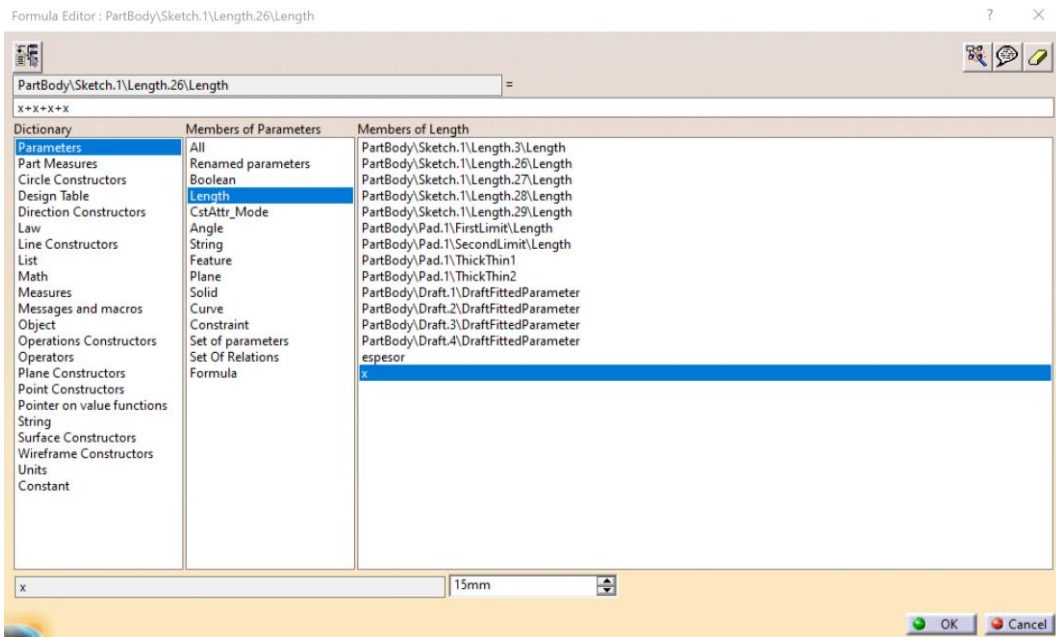 Formula Editor : PartBody\Sketch.1\Length.26\Length
?
PartBody\Sketch.1\Length.26\Length =
x+x+x+x
Dictionary
Parameters
Part Measures
Circle Constructors
Design Table
Direction Constructors
Law
Line Constructors
List
Math
Measures
Messages and macros
Object
Operations Constructors
Operators
Plane Constructors
Point Constructors
Pointer on value functions
String
Surface Constructors
Wireframe Constructors
Units
Constant
Members of Parameters
All
Renamed parameters
Boolean
Length
CstAttr_Mode
Angle
String
Feature
Plane
Solid
Curve
Constraint
Set of parameters
Set Of Relations
Formula
Members of Length
PartBody\Sketch.1\Length.3\Length
PartBody\Sketch.1\Length.26\Length
PartBody\Sketch.1\Length.27\Length
PartBody\Sketch.1\Length.28\Length
PartBody\Sketch.1\Length.29\Length
PartBody\Pad.1\FirstLimit\Length
PartBody\Pad.1\SecondLimit\Length
PartBody\Pad.1\ThickThin1
PartBody\Pad.1\ThickThin2
PartBody\Draft.1\DraftFittedParameter
PartBody\Draft.2\DraftFittedParameter
PartBody\Draft.3\DraftFittedParameter
PartBody\Draft.4\DraftFittedParameter
espesor
x
x
15mm
OK
Cancel